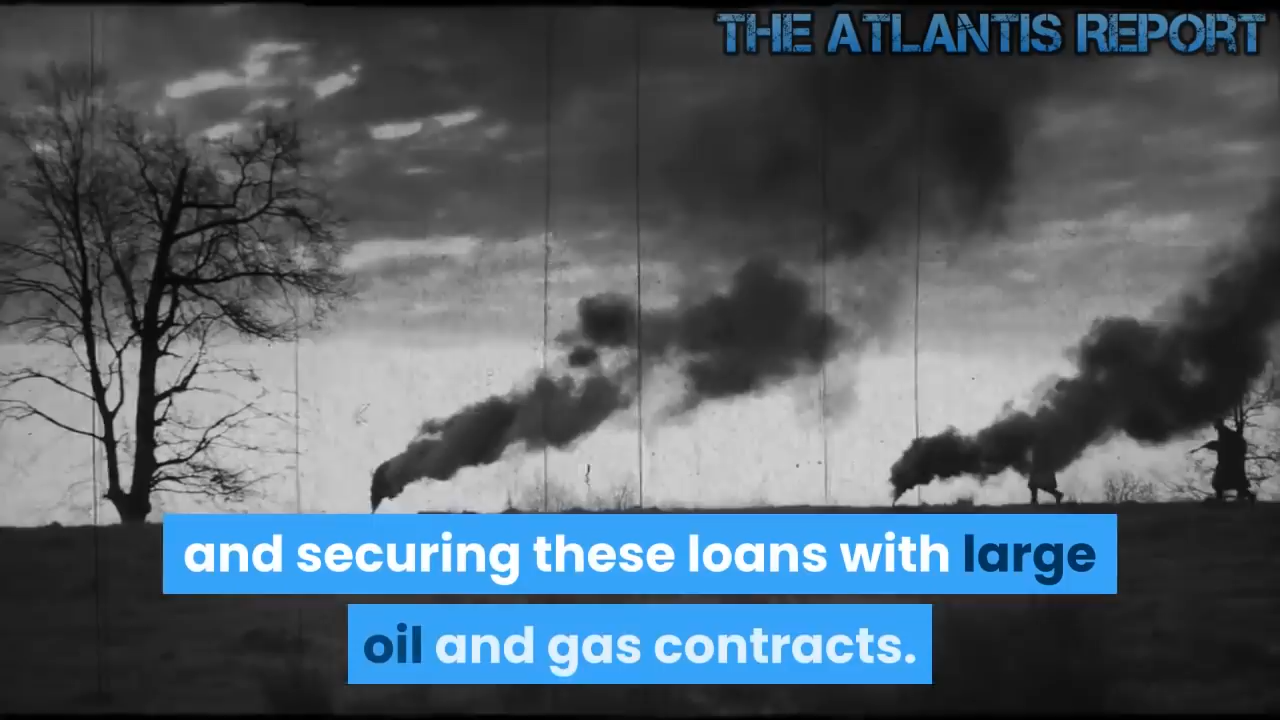 THE ATLANTIS REPORT
and securing these loans with large
oil and gas contracts.